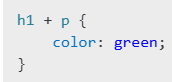 h1 + p {
    color: green;
}